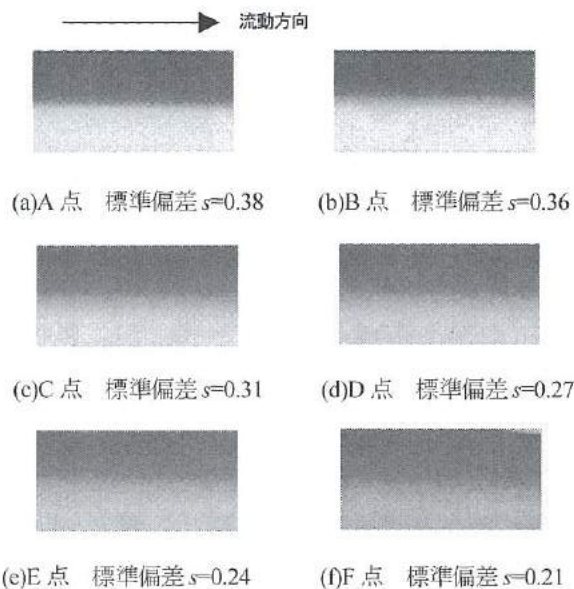 流動方向
(a)A 点 標準偏差 s=0.38
(b)B 点 標準偏差 s=0.36
(c)C 点 標準偏差 s=0.31
(d)D 点 標準偏差 s=0.27
(e)E 点 標準偏差 s=0.24
(f)F 点 標準偏差 s=0.21